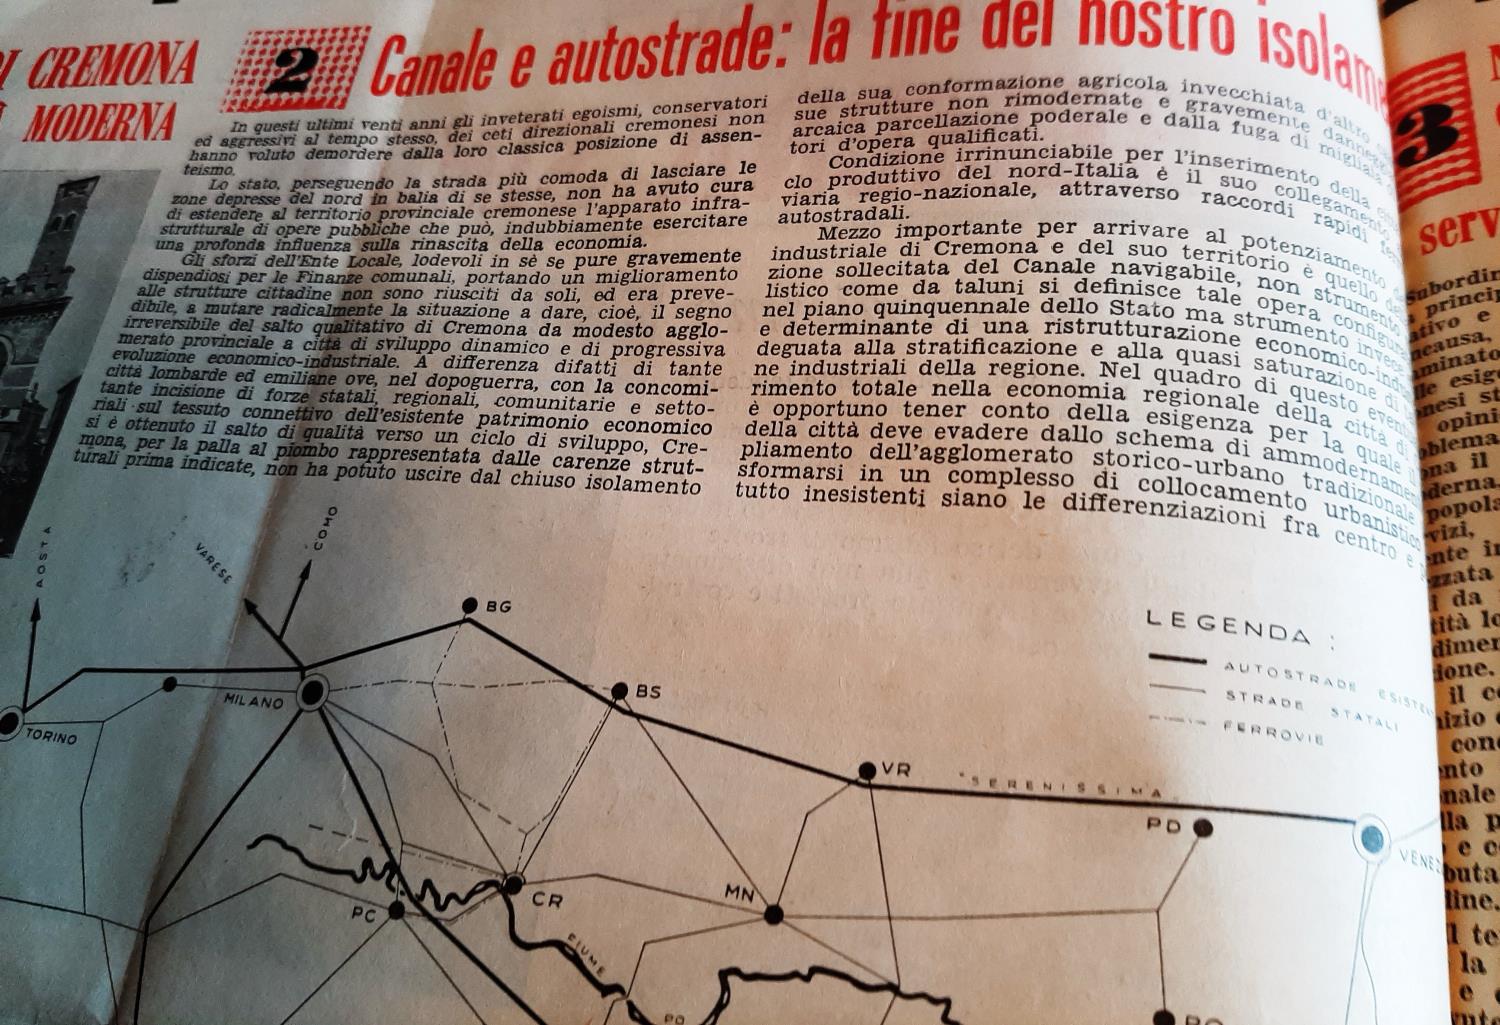 DI CREMONA
MODERNA
2
Canale e autostrade: la fine del nostro isolame
In questi ultimi venti anni gli inveterati egoismi, conservatori
ed aggressivi al tempo stesso, dei ceti direzionali cremonesi non
hanno voluto demordere dalla loro classica posizione di assen-
teismo.
Lo stato, perseguendo la strada più comoda di lasciare le
zone depresse del nord in balia di se stesse, non ha avuto cura
di estendere al territorio provinciale cremonese l'apparato infra-
strutturale di opere pubbliche che può, indubbiamente esercitare
una profonda influenza sulla rinascita della economia.
Gli sforzi dell'Ente Locale, lodevoli in sè se pure gravemente
dispendiosi per le Finanze comunali, portando un miglioramento
alle strutture cittadine non sono riusciti da soli, ed era preve-
dibile, a mutare radicalmente la situazione a dare, cioè, il segno
irreversibile del salto qualitativo di Cremona da modesto agglo-
merato provinciale a città di sviluppo dinamico e di progressiva
evoluzione economico-industriale. A differenza difatti di tante
città lombarde ed emiliane ove, nel dopoguerra, con la concomi-
tante incisione di forze statali, regionali, comunitarie e setto-
riali sul tessuto connettivo dell'esistente patrimonio economico
si è ottenuto il salto di qualità verso un ciclo di sviluppo, Cre-
mona, per la palla al piombo rappresentata dalle carenze strut-
turali prima indicate, non ha potuto uscire dal chiuso isolamento
della sua conformazione agricola invecchiata d'altro
sue strutture non rimodernate e gravemente
arcaica parcellazione poderale e dalla fuga di migliaia
tori d'opera qualificati.
Condizione irrinunciabile per l'inserimento della
clo produttivo del nord-Italia è il suo collegamento
viaria regio-nazionale, attraverso raccordi rapidi
autostradali.
Mezzo importante per arrivare al potenziamento
industriale di Cremona e del suo territorio è quello
zione sollecitata del Canale navigabile, non strumento
listico come da taluni si definisce tale opera
nel piano quinquennale dello Stato ma strumento invece
e determinante di una ristrutturazione
deguata alla stratificazione e alla quasi saturazione di
ne industriali della regione. Nel quadro di questo
rimento totale nella economia regionale della città di
è opportuno tener conto della esigenza per la quale il
della città deve evadere dallo schema di
pliamento dell'agglomerato storico-urbano tradizionale
sformarsi in un complesso di collocamento urbanistico
tutto inesistenti siano le differenziazioni fra centro e
AOSTA
VARESE
COMO
BG
LEGENDA :
AUTOSTRADE
STRADE STATALI
FERROVIE
MILANO
BS
TORINO
VR
"SERENISSIMA
PD
CR
MN
PC
FIUME
PO
3
serv